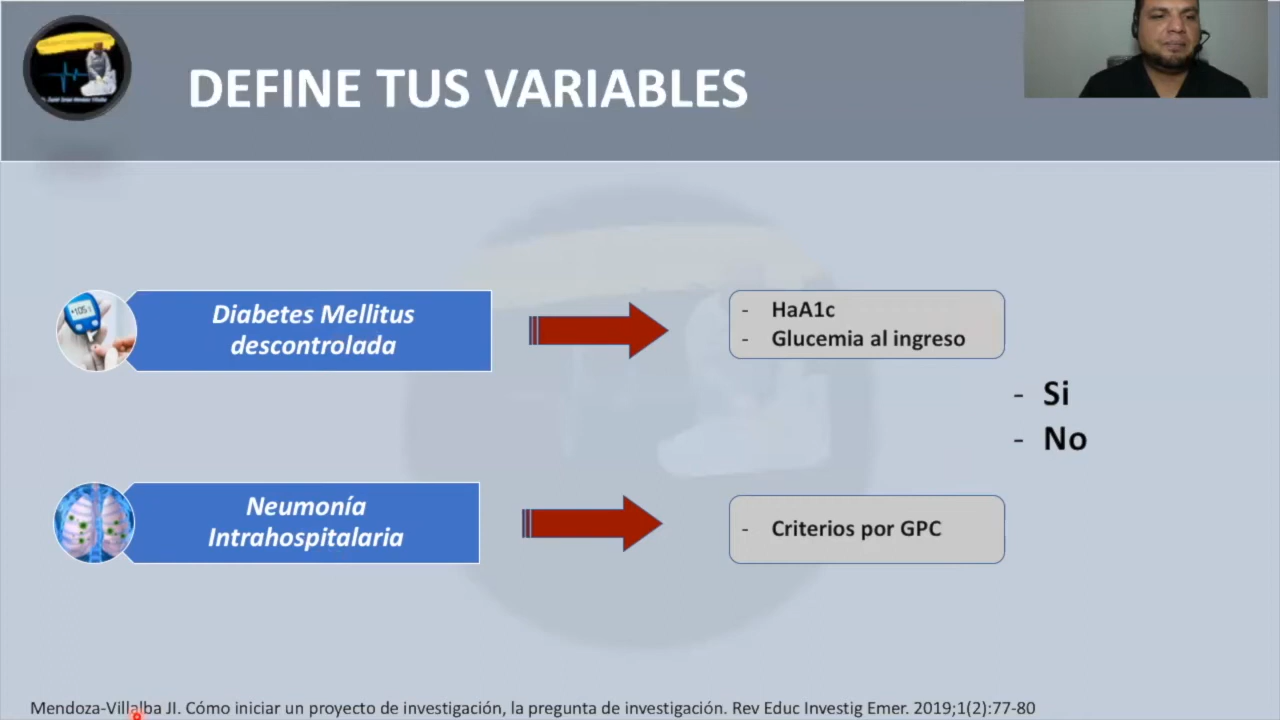 DEFINE TUS VARIABLES
Diabetes Mellitus
descontrolada
- HaA1c
- Glucemia al ingreso
- Si
- No
Neumonía
Intrahospitalaria
- Criterios por GPC
Mendoza-Villalba JI. Cómo iniciar un proyecto de investigación, la pregunta de investigación. Rev Educ Investig Emer. 2019;1(2):77-80